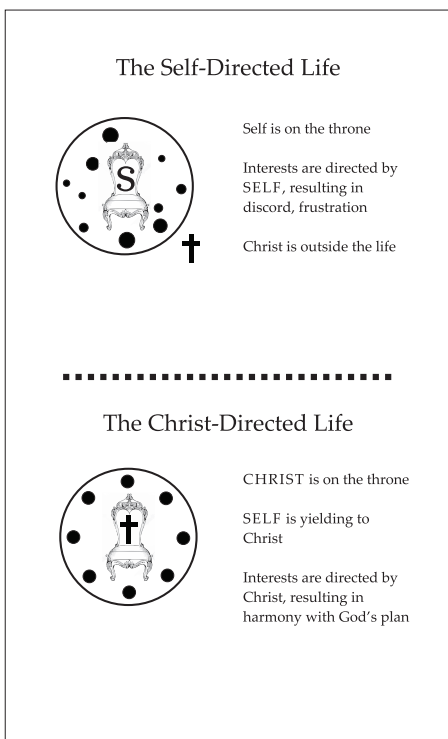 The Self-Directed Life
Self is on the throne
Interests are directed by
SELF, resulting in
discord, frustration
Christ is outside the life
S
The Christ-Directed Life
CHRIST is on the throne
SELF is yielding to
Christ
Interests are directed by
Christ, resulting in
harmony with God's plan